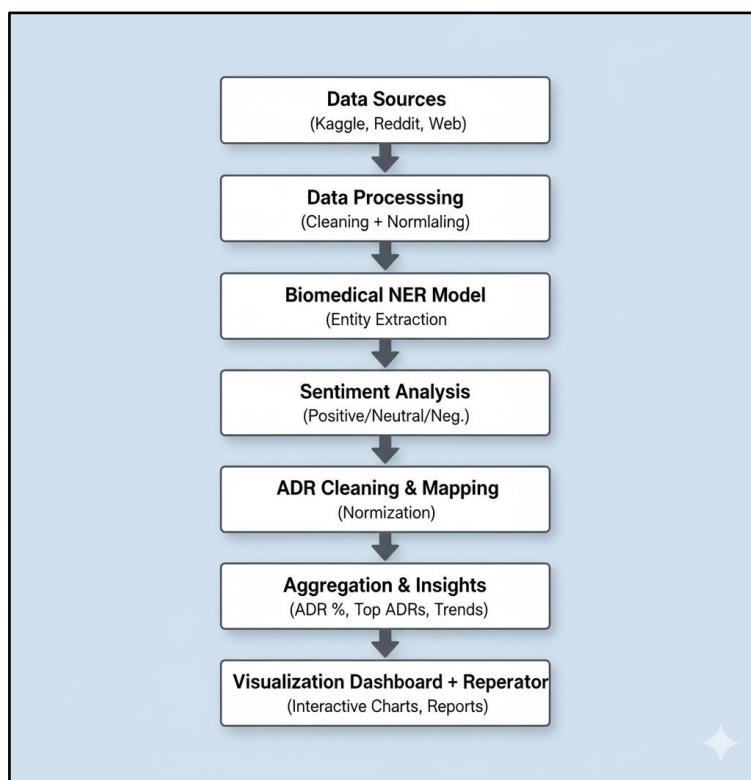 Data Sources
(Kaggle, Reddit, Web)
Data Processsing
(Cleaning + Normlaling)
Biomedical NER Model
(Entity Extraction
Sentiment Analysis
(Positive/Neutral/Neg.)
ADR Cleaning & Mapping
(Normization)
Aggregation & Insights
(ADR %, Top ADRs, Trends)
Visualization Dashboard + Reperator
(Interactive Charts, Reports)